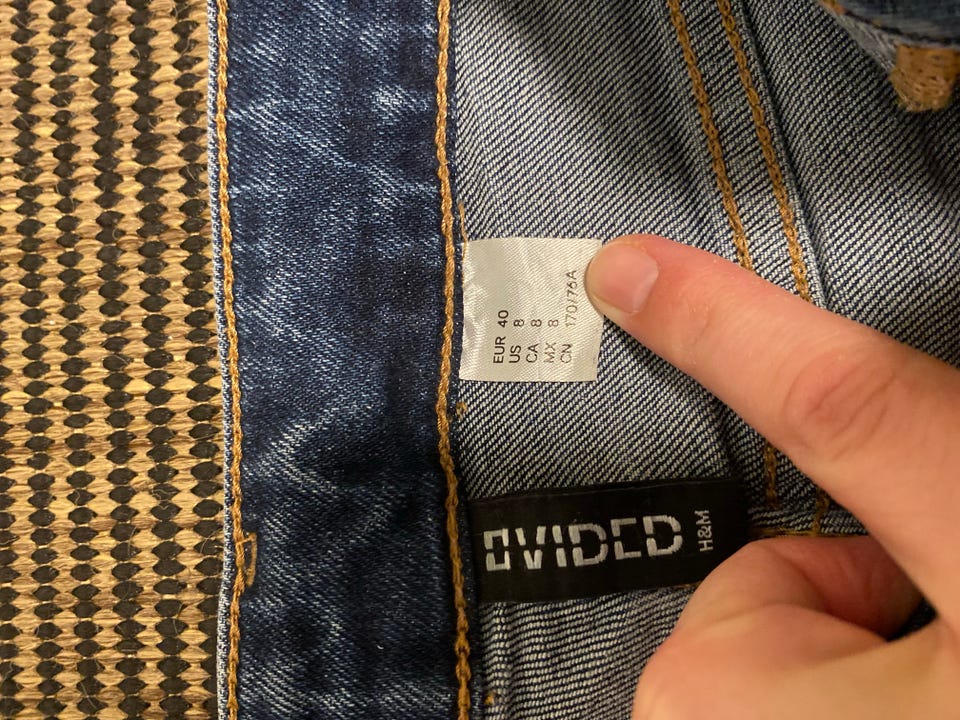 EUR 40
US 8
CA 8
MX 8
CN 170/76A
DIVIDED
H&M